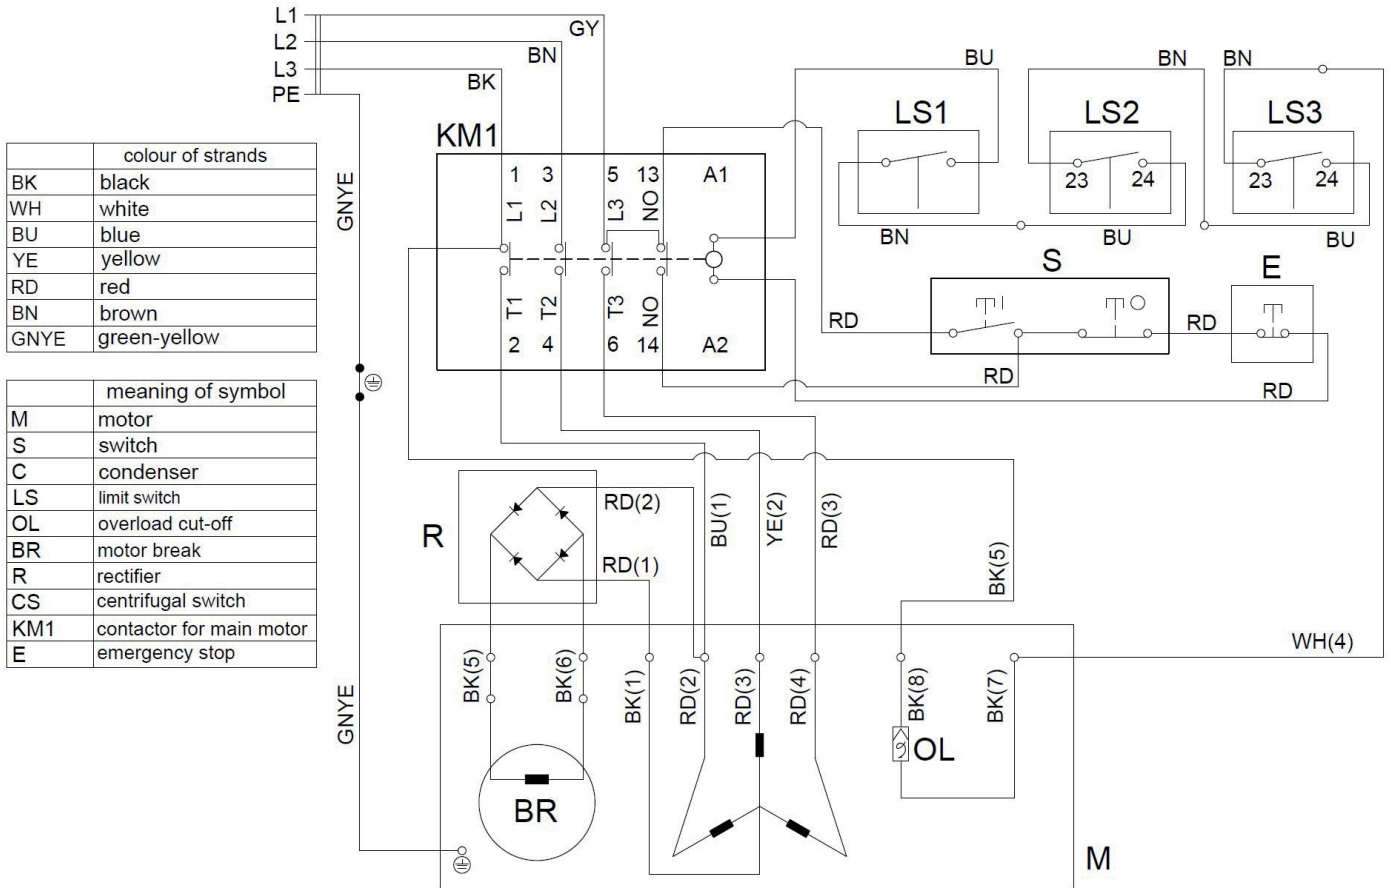 L1
L2
L3
PE
GY
BN
BK
KM1
BU
BN
BN
LS1
LS2
LS3
23
24
23
24
BN
BU
BU
colour of strands
BK black
WH white
BU blue
YE yellow
RD red
BN brown
GNYE green-yellow
GNYE
1
3
5
13
A1
L1
L2
L3
NO
T1
T2
T3
NO
2
4
6
14
A2
S
E
RD
RD
RD
RD
meaning of symbol
M motor
S switch
C condenser
LS limit switch
OL overload cut-off
BR motor break
R rectifier
CS centrifugal switch
KM1 contactor for main motor
E emergency stop
R
RD(2)
RD(1)
BU(1)
YE(2)
RD(3)
BK(5)
WH(4)
GNYE
BK(5)
BK(6)
BK(1)
RD(2)
RD(3)
RD(4)
BK(8)
BK(7)
OL
BR
M